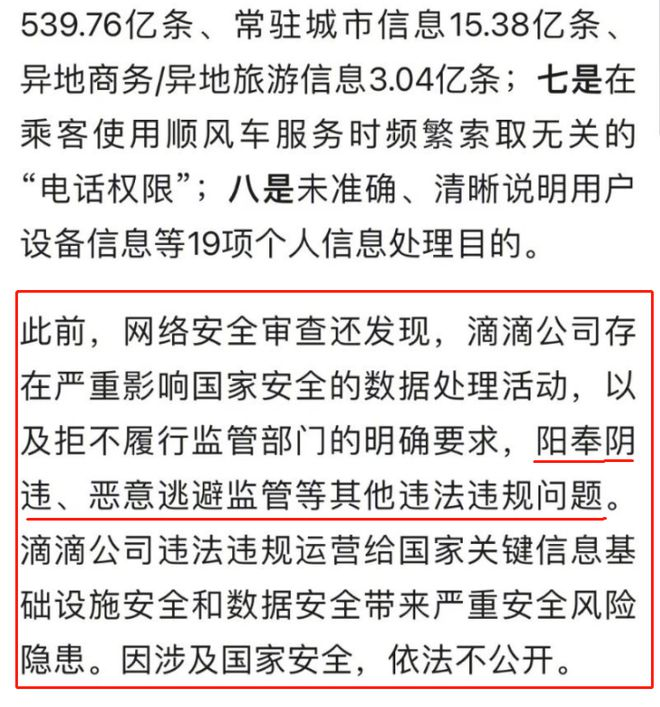 539.76亿条、常驻城市信息15.38亿条、
异地商务/异地旅游信息3.04亿条；七是在
乘客使用顺风车服务时频繁索取无关的
“电话权限”；八是未准确、清晰说明用户
设备信息等19项个人信息处理目的。
此前，网络安全审查还发现，滴滴公司存
在严重影响国家安全的数据处理活动，以
及拒不履行监管部门的明确要求，阳奉阴
违、恶意逃避监管等其他违法违规问题。
滴滴公司违法违规运营给国家关键信息基
础设施安全和数据安全带来严重安全风险
隐患。因涉及国家安全，依法不公开。